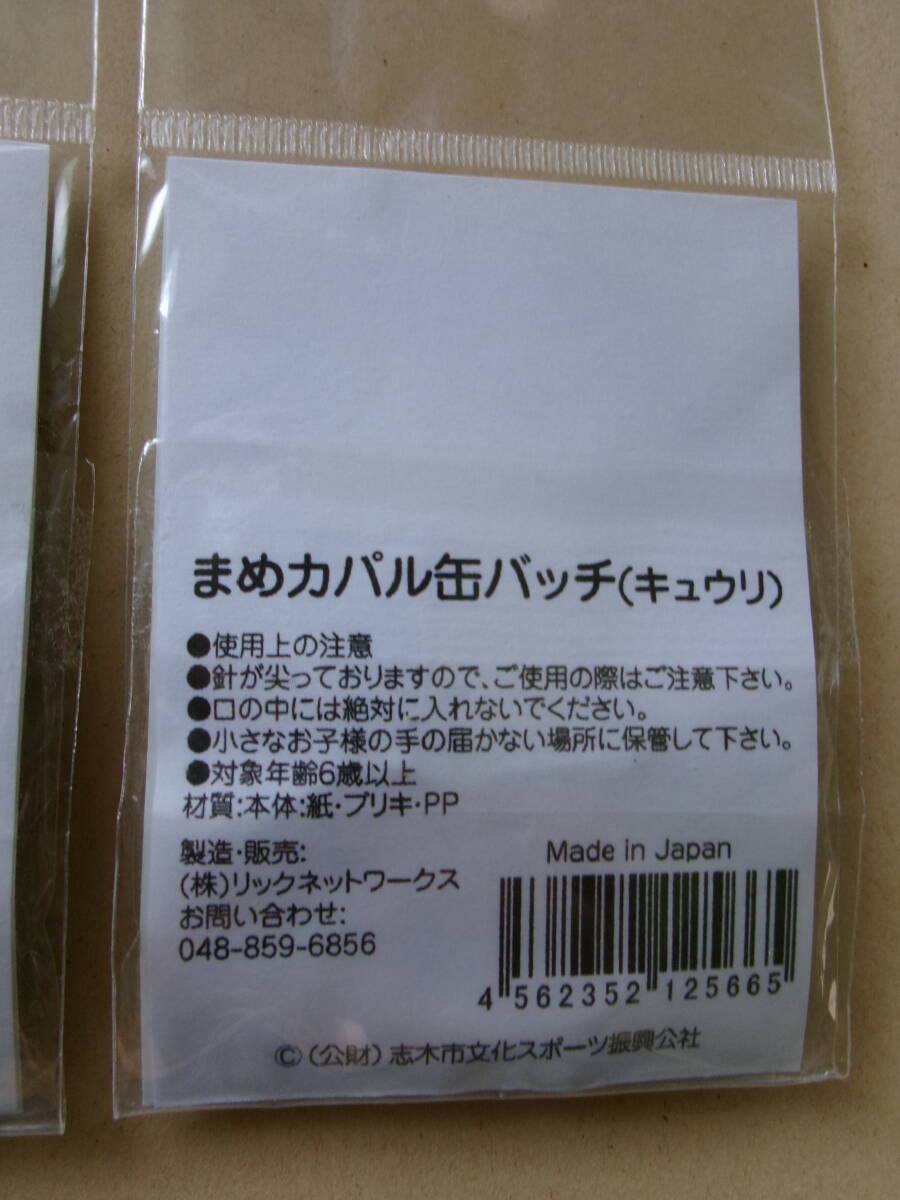 まめカパル缶バッチ(キュウリ)
●使用上の注意
●針が尖っておりますので、ご使用の際はご注意下さい。
●口の中には絶対に入れないでください。
●小さなお子様の手の届かない場所に保管して下さい。
●対象年齢6歳以上
材質:本体:紙・ブリキ・PP
製造・販売:
(株)リックネットワークス
お問い合わせ:
048-859-6856
Made in Japan
4 562352 125665
© (公財) 志木市文化スポーツ振興公社